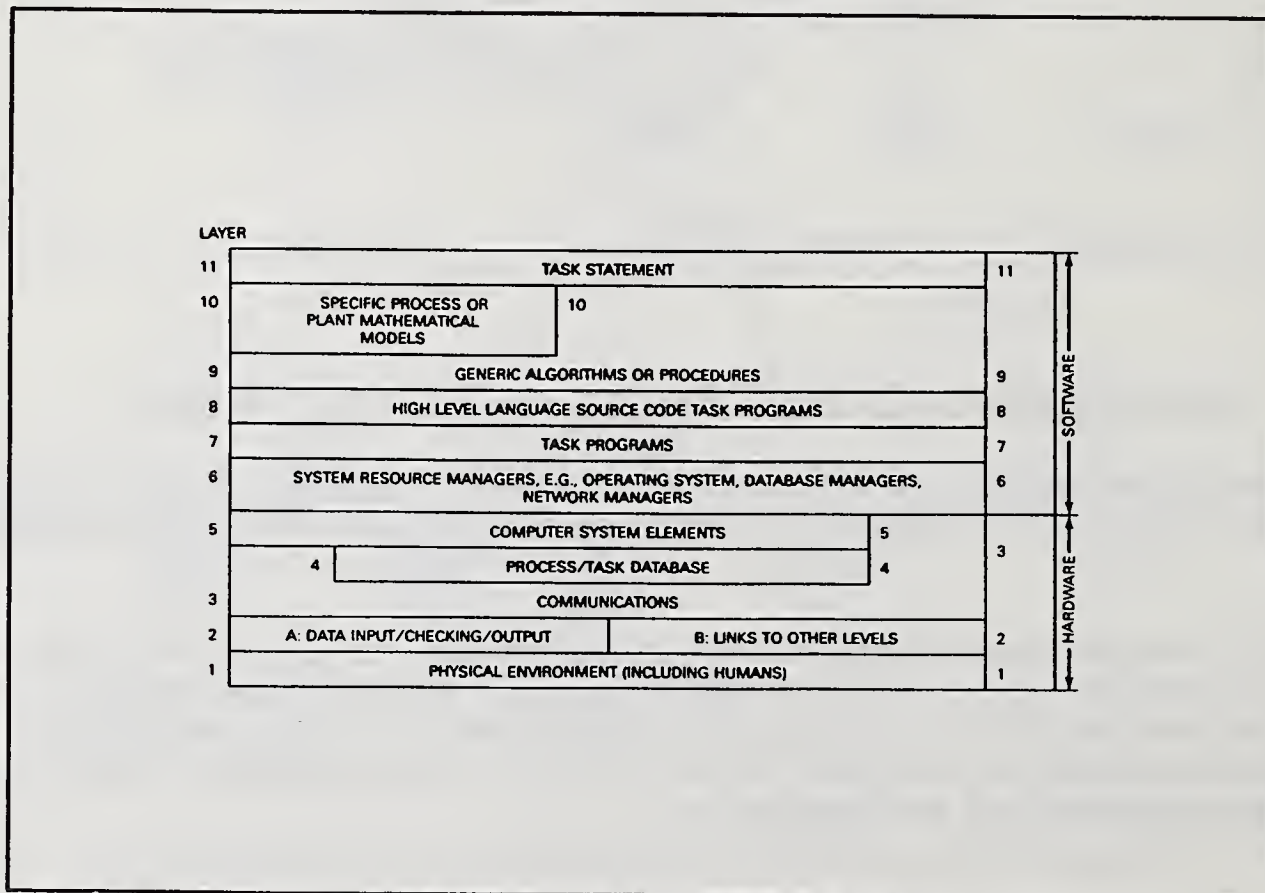 LAYER
11 TASK STATEMENT 11
10 SPECIFIC PROCESS OR 10
PLANT MATHEMATICAL
MODELS
9 GENERIC ALGORITHMS OR PROCEDURES 9
8 HIGH LEVEL LANGUAGE SOURCE CODE TASK PROGRAMS 8
7 TASK PROGRAMS 7
6 SYSTEM RESOURCE MANAGERS, E.G., OPERATING SYSTEM, DATABASE MANAGERS, 6
NETWORK MANAGERS
SOFTWARE
5 COMPUTER SYSTEM ELEMENTS 5
3
4 PROCESS/TASK DATABASE 4
3 COMMUNICATIONS
2 A: DATA INPUT/CHECKING/OUTPUT B: LINKS TO OTHER LEVELS 2
1 PHYSICAL ENVIRONMENT (INCLUDING HUMANS) 1
HARDWARE